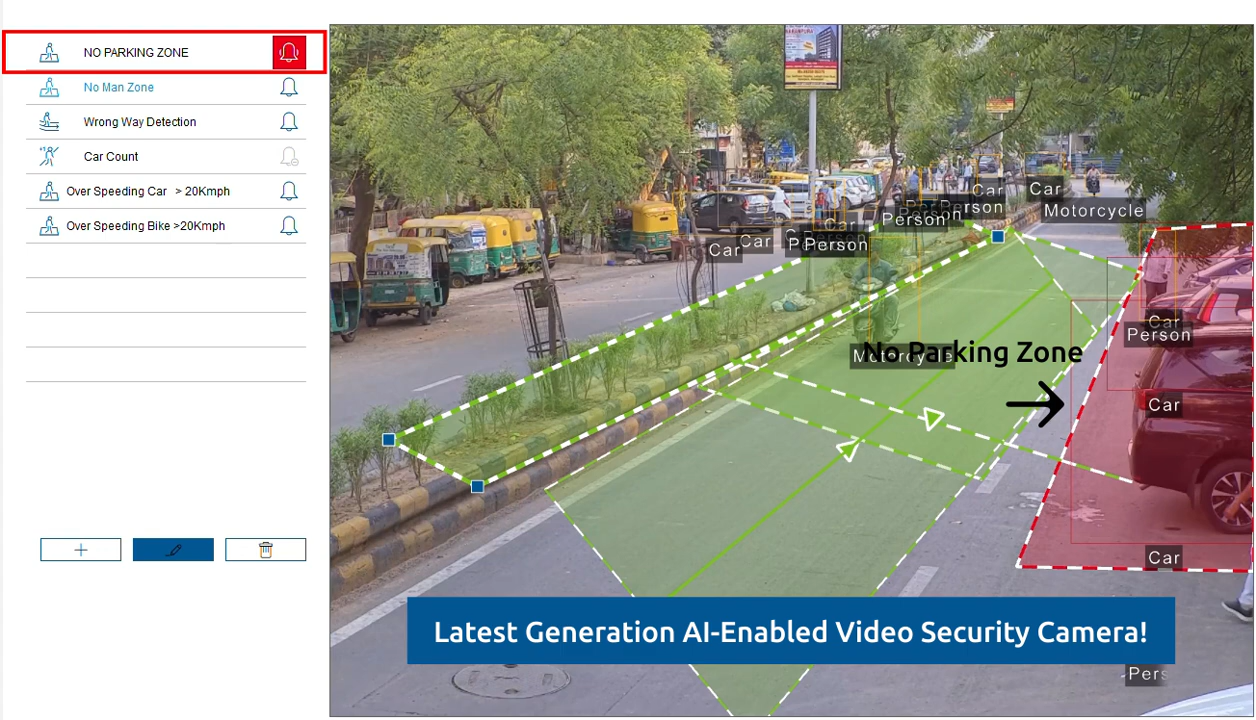 NO PARKING ZONE
No Man Zone
Wrong Way Detection
Car Count
Over Speeding Car > 20Kmph
Over Speeding Bike >20Kmph
Car
Car
Person
Person
Person
Car
Car
Motorcycle
Car
Person
Motorcycle
No Parking Zone
Car
Car
Latest Generation AI-Enabled Video Security Camera!
Pers